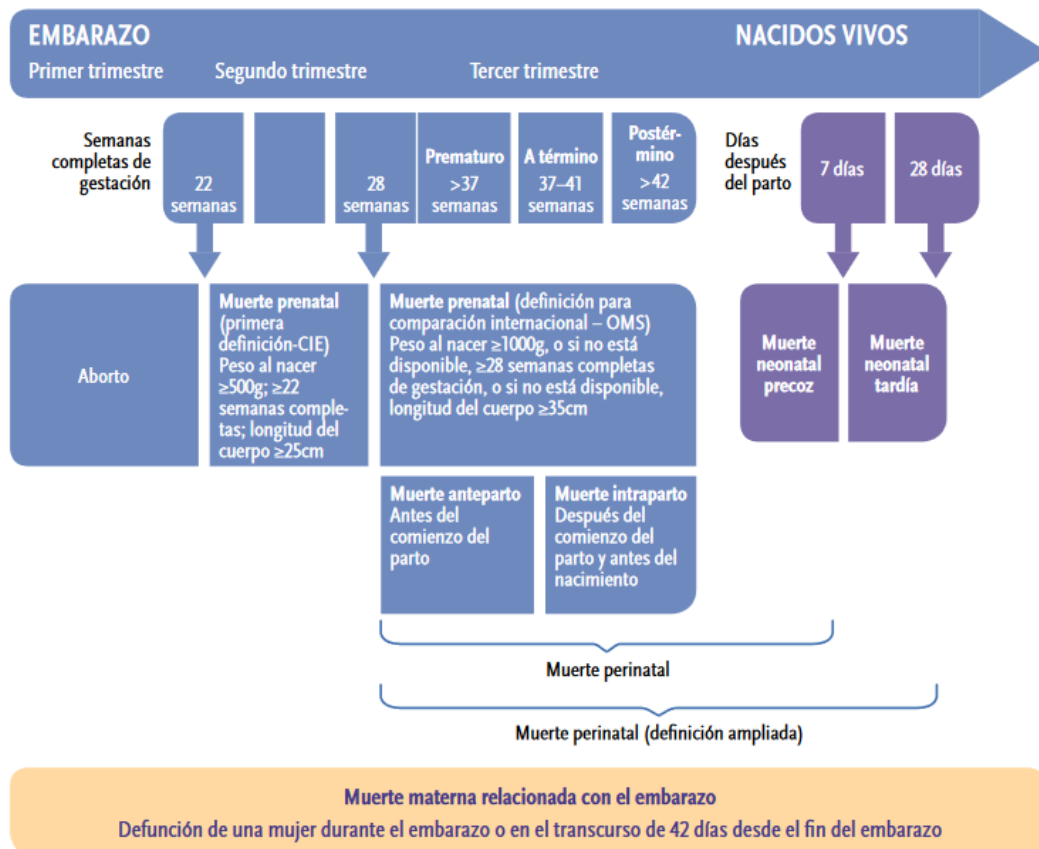 EMBARAZO
NACIDOS VIVOS
Primer trimestre
Segundo trimestre
Tercer trimestre
Semanas
completas de
gestación
22
semanas
28
semanas
Prematuro
>37
semanas
A término
37–41
semanas
Postér-
mino
>42
semanas
Días
después
del parto
7 días
28 días
Aborto
Muerte prenatal
(primera
definición-CIE)
Peso al nacer
≥500g; ≥22
semanas comple-
tas; longitud del
cuerpo ≥25cm
Muerte prenatal (definición para
comparación internacional – OMS)
Peso al nacer ≥1000g, o si no está
disponible, ≥28 semanas completas
de gestación, o si no está disponible,
longitud del cuerpo ≥35cm
Muerte
neonatal
precoz
Muerte
neonatal
tardía
Muerte anteparto
Antes del
comienzo del
parto
Muerte intraparto
Después del
comienzo del
parto y antes del
nacimiento
Muerte perinatal
Muerte perinatal (definición ampliada)
Muerte materna relacionada con el embarazo
Defunción de una mujer durante el embarazo o en el transcurso de 42 días desde el fin del embarazo